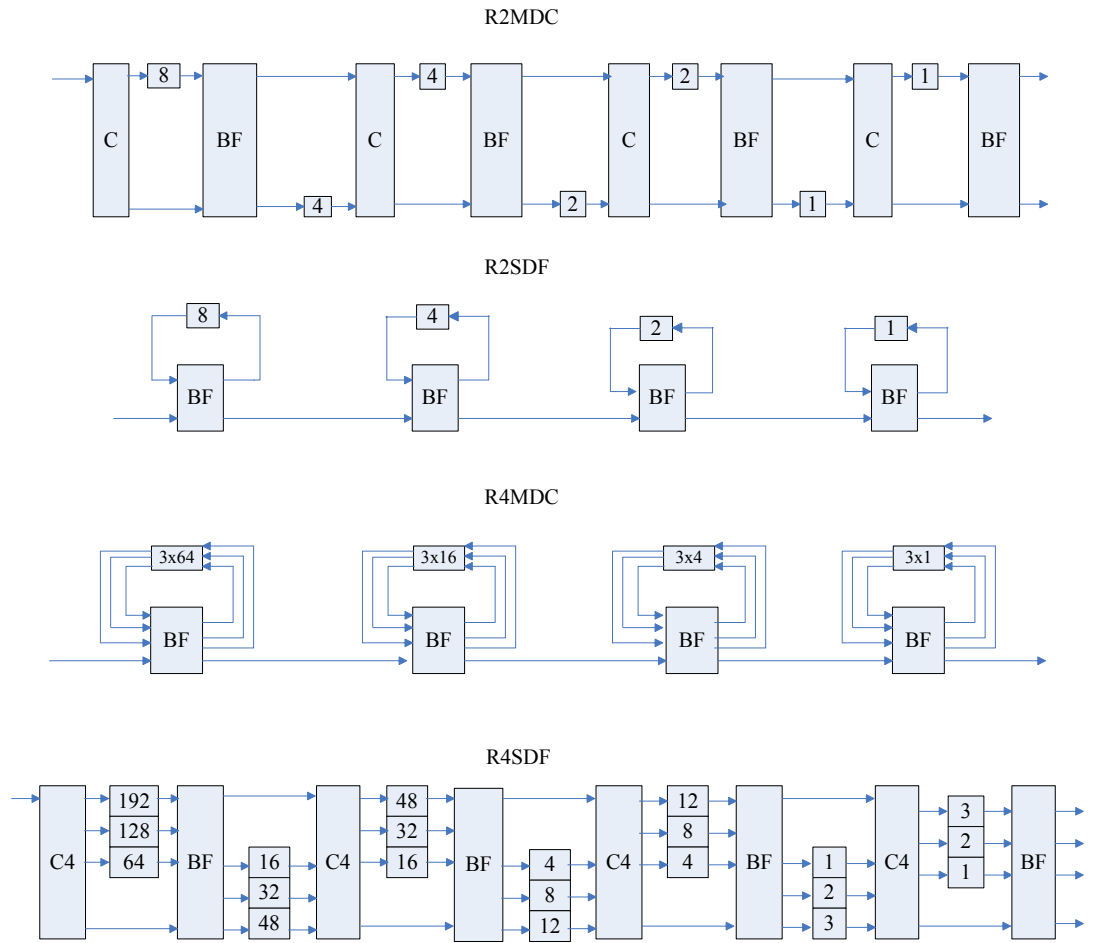 R2MDC
8 4 2 1
C BF C BF C BF C BF
4 2 1
R2SDF
8 4 2 1
BF BF BF BF
R4MDC
3x64 3x16 3x4 3x1
BF BF BF BF
R4SDF
192 48 12 3
128 32 8 2
C4 64 BF C4 16 BF C4 4 BF C4 1 BF
16 4 1
32 8 2
48 12 3